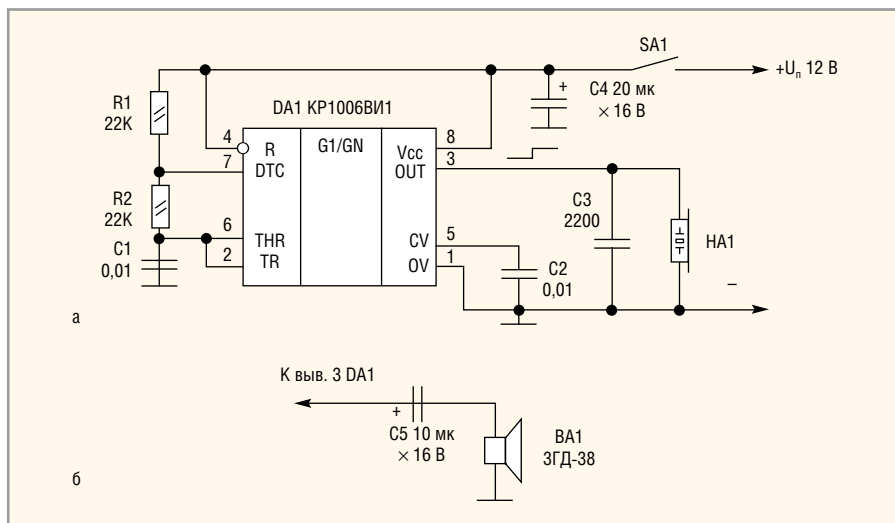 SA1
+Uп 12 В
C4 20 мк
× 16 В
+
R1
22K
DA1 КР1006ВИ1
4
R
G1/GN
Vcc
8
7
DTC
OUT
3
R2
22K
C3
2200
HA1
6
THR
CV
5
C1
0,01
2
TR
0V
1
C2
0,01
–
а
К выв. 3 DA1
+
C5 10 мк
× 16 В
BA1
3ГД-38
б